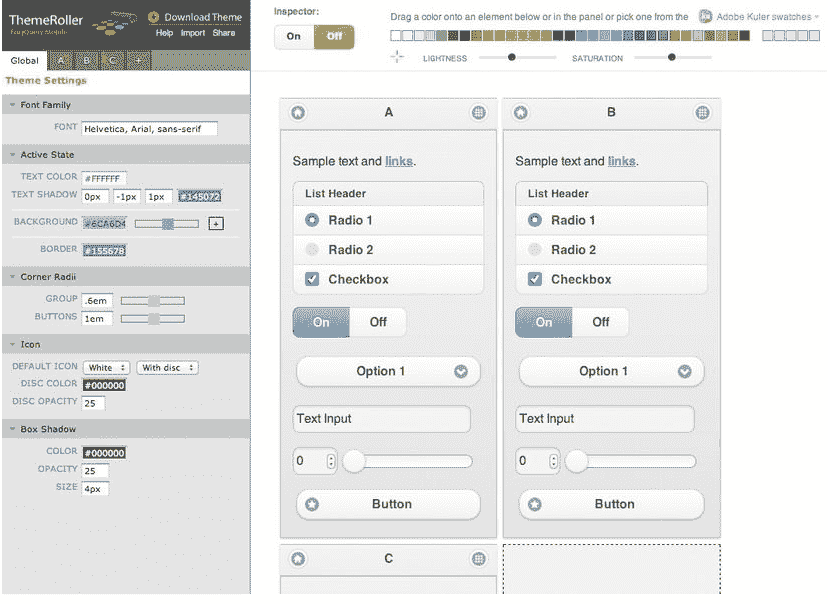 ThemeRoller
for jQuery Mobile
Download Theme
Help Import Share
Global A B C +
Theme Settings
Font Family
FONT Helvetica, Arial, sans-serif
Active State
TEXT COLOR #FFFFFF
TEXT SHADOW 0px -1px 1px #145072
BACKGROUND #6CA6D4 +
BORDER #155678
Corner Radii
GROUP .6em
BUTTONS 1em
Icon
DEFAULT ICON White With disc
DISC COLOR #000000
DISC OPACITY 25
Box Shadow
COLOR #000000
OPACITY 25
SIZE 4px
Inspector:
On Off
Drag a color onto an element below or in the panel or pick one from the Adobe Kuler swatches
LIGHTNESS SATURATION
A
Sample text and links.
List Header
Radio 1
Radio 2
Checkbox
On Off
Option 1
Text Input
0
Button
B
Sample text and links.
List Header
Radio 1
Radio 2
Checkbox
On Off
Option 1
Text Input
0
Button
C